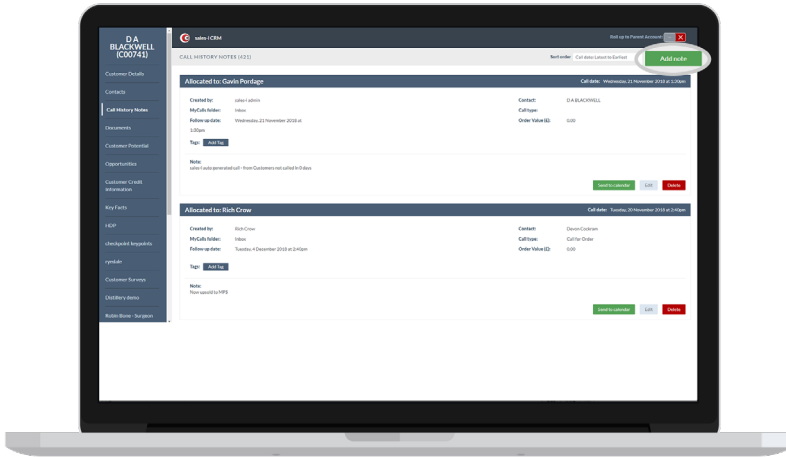 D A
BLACKWELL
(C00741)
Customer Details
Contacts
Call History Notes
Documents
Customer Potential
Opportunities
Customer Credit
Information
Key Facts
HDP
checkpoint keypoints
ryedale
Customer Surveys
Distillery demo
Robin Bone - Surgeon
sales-i CRM
Roll up to Parent Account:
X
CALL HISTORY NOTES (421)
Sort order: Call date: Latest to Earliest
Add note
Allocated to: Gavin Pordage
Call date: Wednesday, 21 November 2018 at 1:30pm
Created by: sales-i admin
Contact: D A BLACKWELL
MyCalls folder: Inbox
Call type:
Follow up date: Wednesday, 21 November 2018 at
1:00pm
Order Value (£): 0.00
Tags: Add Tag
Note:
sales-i auto generated call - from Customers not called in 0 days
Send to calendar
Edit
Delete
Allocated to: Rich Crow
Call date: Tuesday, 20 November 2018 at 2:40pm
Created by: Rich Crow
Contact: Devon Cockram
MyCalls folder: Inbox
Call type: Call for Order
Follow up date: Tuesday, 4 December 2018 at 2:40pm
Order Value (£): 0.00
Tags: Add Tag
Note:
Send to calendar
Edit
Delete